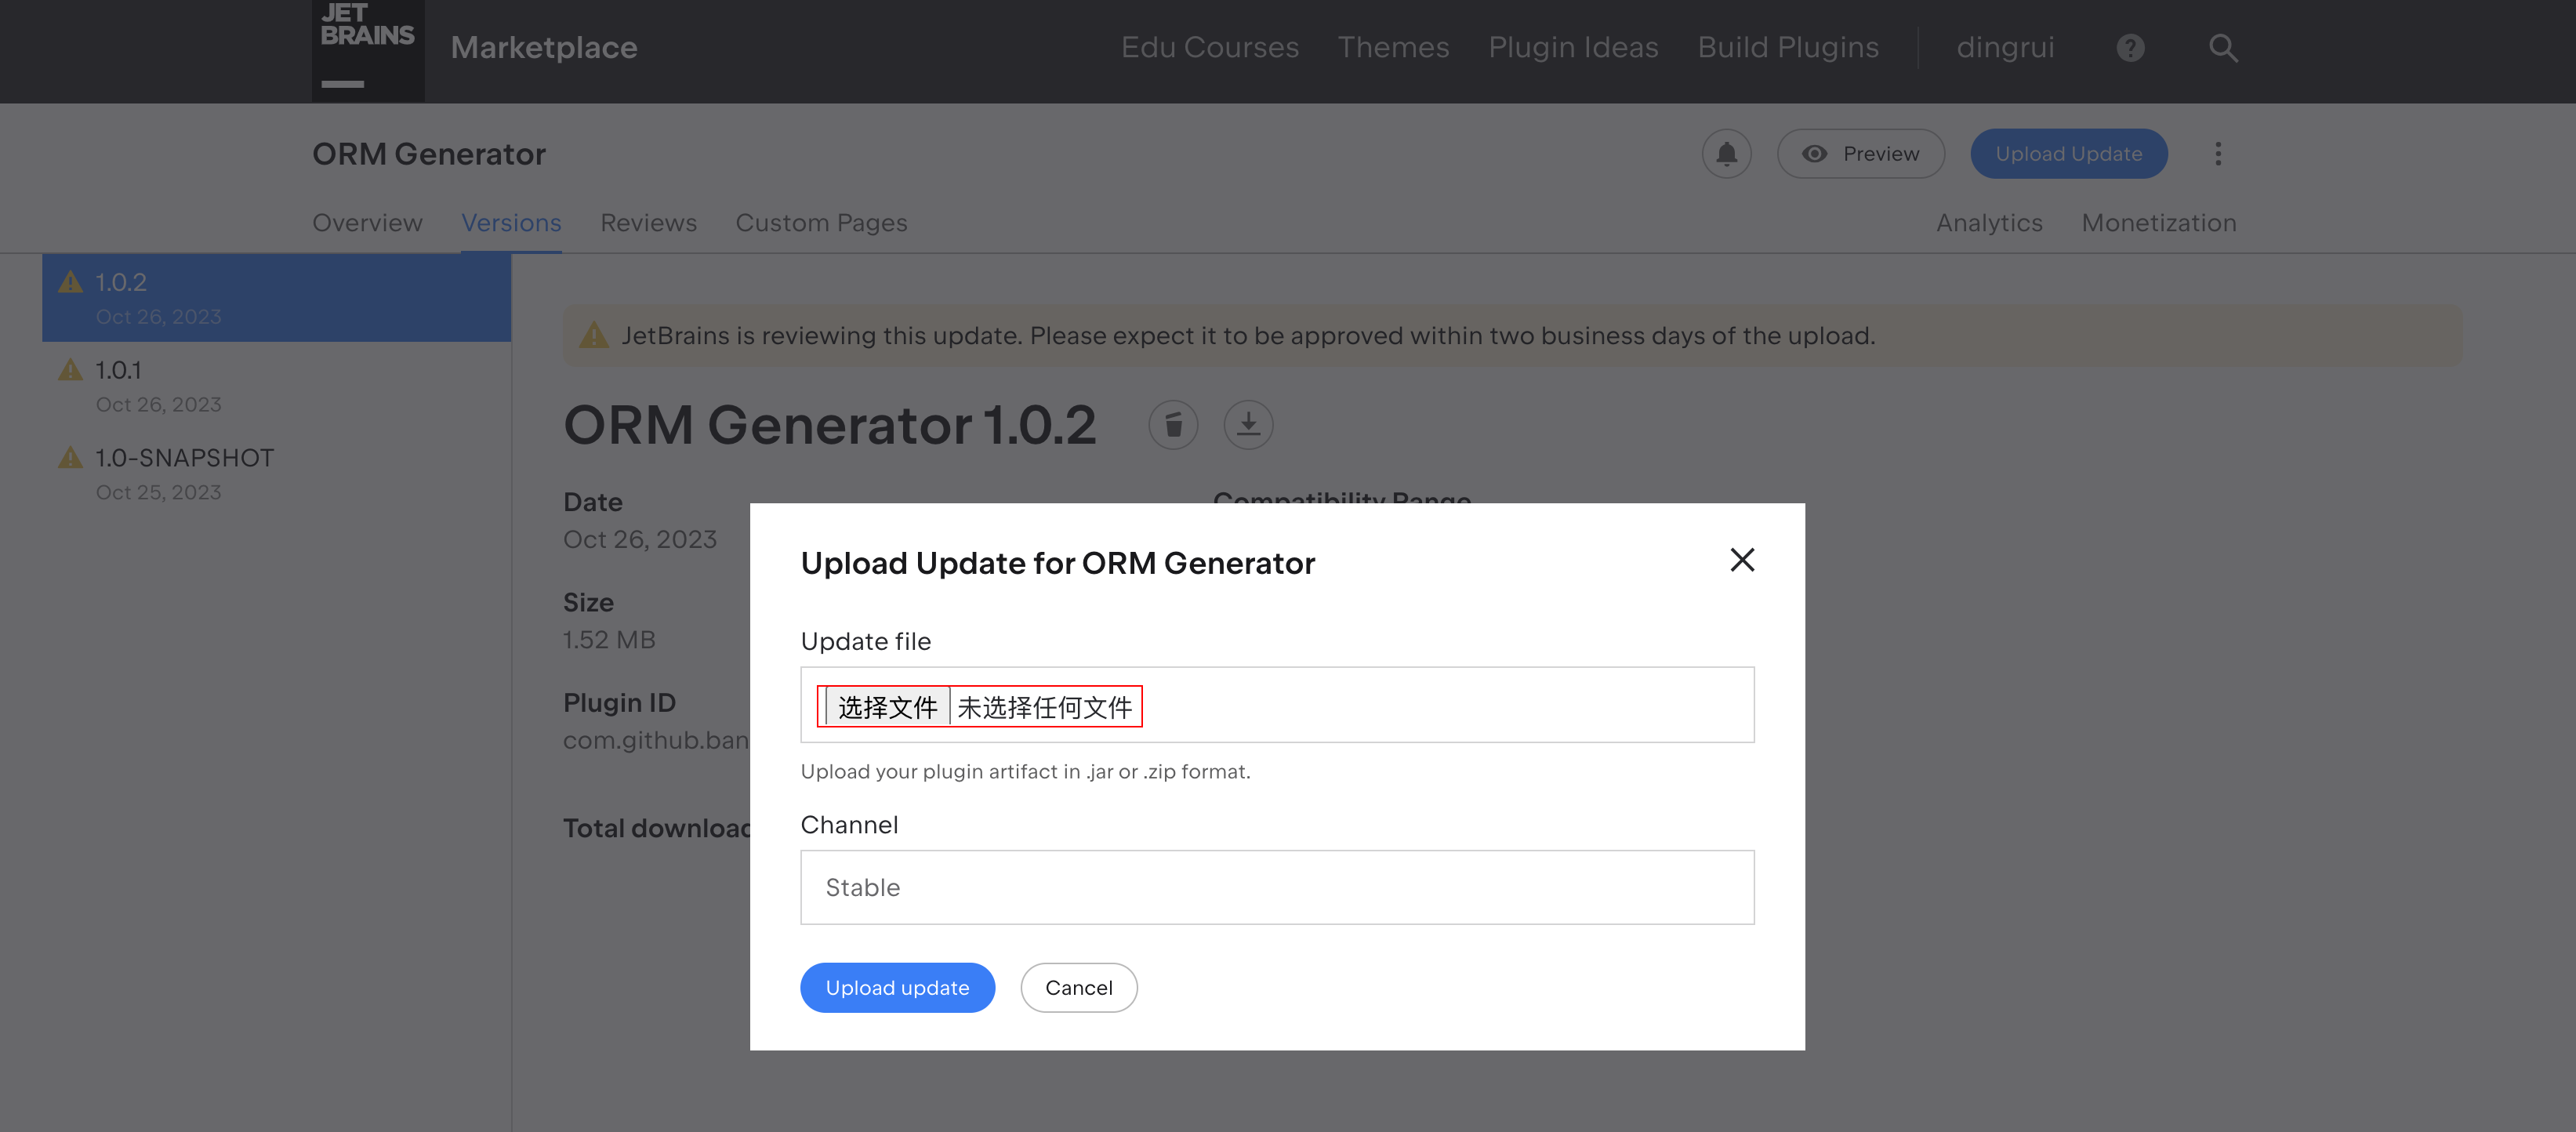 JET
BRAINS
Marketplace
Edu Courses
Themes
Plugin Ideas
Build Plugins
dingrui
?
ORM Generator
Preview
Upload Update
Overview
Versions
Reviews
Custom Pages
Analytics
Monetization
1.0.2
Oct 26, 2023
1.0.1
Oct 26, 2023
1.0-SNAPSHOT
Oct 25, 2023
JetBrains is reviewing this update. Please expect it to be approved within two business days of the upload.
ORM Generator 1.0.2
Date
Oct 26, 2023
Compatibility Range
Size
1.52 MB
Plugin ID
com.github.ban
Total downloa
Upload Update for ORM Generator
Update file
选择文件 未选择任何文件
Upload your plugin artifact in .jar or .zip format.
Channel
Stable
Upload update
Cancel